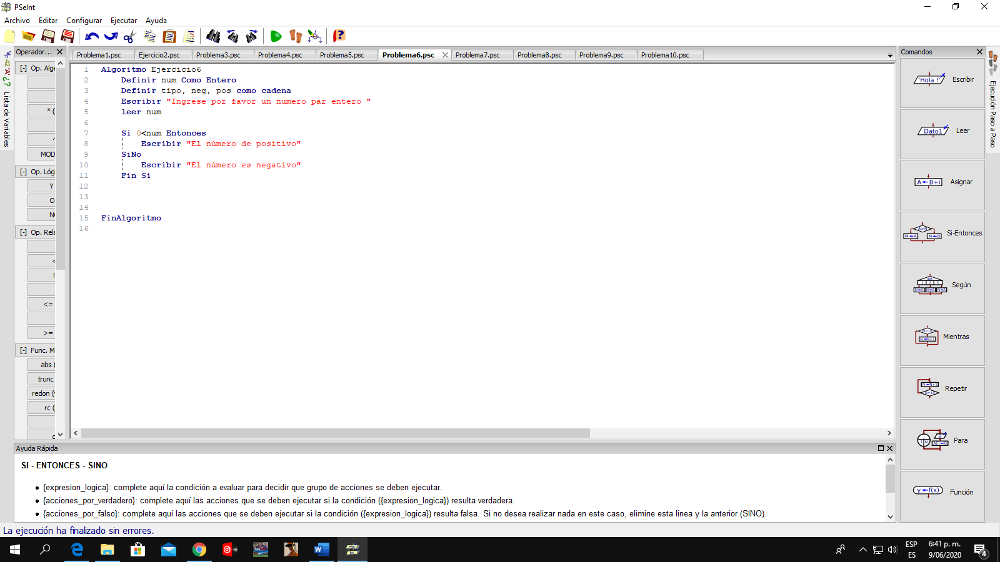 PSeInt
Archivo Editar Configurar Ejecutar Ayuda
Operador...
Problema1.psc Ejercicio2.psc Problema3.psc Problema4.psc Problema5.psc Problema6.psc Problema7.psc Problema8.psc Problema9.psc Problema10.psc
Comandos
Lista de Variables
[-] Op. Alge
* (
MOD
[-] Op. Lóg
Y
O
[-] Op. Rela
<
!
<=
>=
[-] Func. M
abs (
trunc
redon (
rc (
1 Algoritmo Ejercicio6
2 Definir num Como Entero
3 Definir tipo, neg, pos como cadena
4 Escribir "Ingrese por favor un numero par entero "
5 leer num
6
7 Si 0<num Entonces
8 Escribir "El número de positivo"
9 SiNo
10 Escribir "El número es negativo"
11 Fin Si
12
13
14
15 FinAlgoritmo
16
'Hola !' Escribir
Dato1 Leer
A←B+i Asignar
A>B M←A M←B Si-Entonces
1 2 3 N←A N←A N←A Según
N<10 N←N+1 Mientras
N←N+1 N=10 Repetir
Para
y←f(x) Función
Ejecución Paso a Paso
Ayuda Rápida
SI - ENTONCES - SINO
• {expresion_logica}: complete aquí la condición a evaluar para decidir que grupo de acciones se deben ejecutar.
• {acciones_por_verdadero}: complete aquí las acciones que se deben ejecutar si la condición ({expresion_logica}) resulta verdadera.
• {acciones_por_falso}: complete aquí las acciones que se deben ejecutar si la condición ({expresion_logica}) resulta falsa. Si no desea realizar nada en este caso, elimine esta linea y la anterior (SINO).
La ejecución ha finalizado sin errores.
ESP
ES
6:41 p. m.
9/06/2020
4